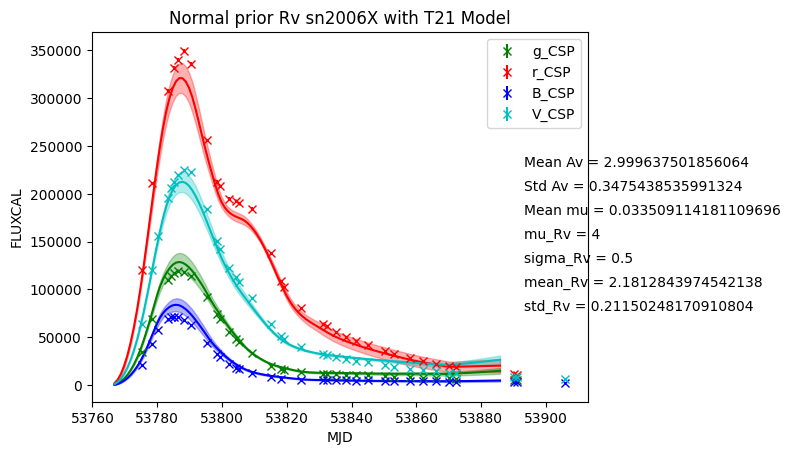 Normal prior Rv sn2006X with T21 Model
350000
300000
250000
200000
150000
100000
50000
0
FLUXCAL
53760
53780
53800
53820
53840
53860
53880
53900
MJD
g_CSP
r_CSP
B_CSP
V_CSP
Mean Av = 2.999637501856064
Std Av = 0.3475438535991324
Mean mu = 0.033509114181109696
mu_Rv = 4
sigma_Rv = 0.5
mean_Rv = 2.1812843974542138
std_Rv = 0.21150248170910804